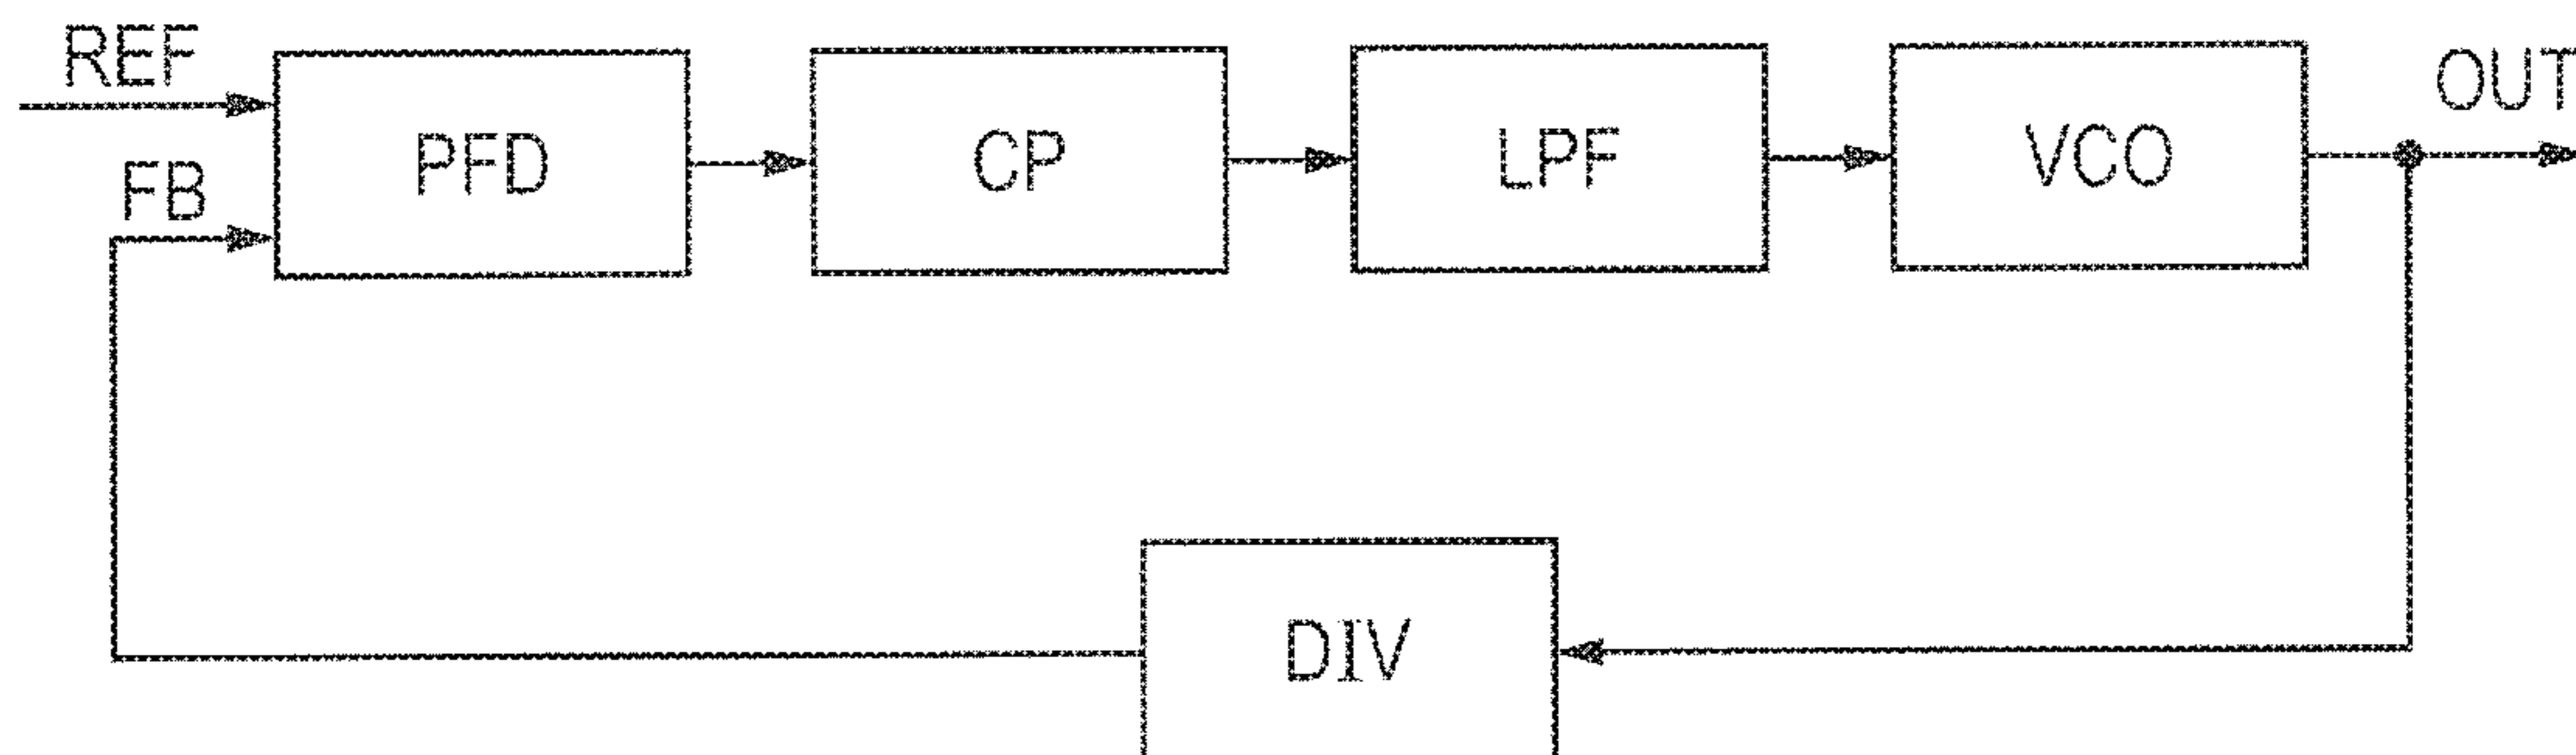 REF
OUT
PFD
CP
LPF
VCO
FB
DIV